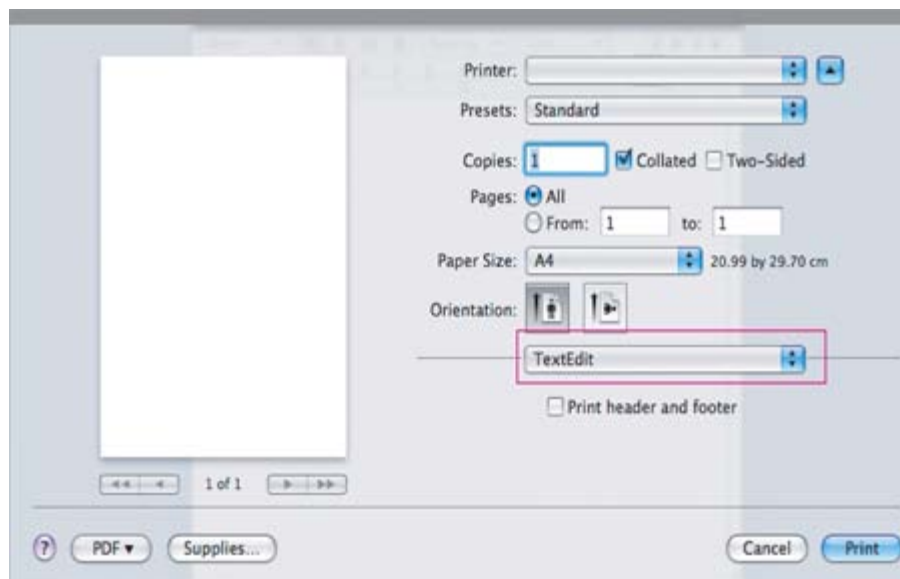 Printer:
Presets: Standard
Copies: 1 Collated Two-Sided
Pages: All
From: 1 to: 1
Paper Size: A4 20.99 by 29.70 cm
Orientation:
TextEdit
Print header and footer
1 of 1
? PDF Supplies... Cancel Print